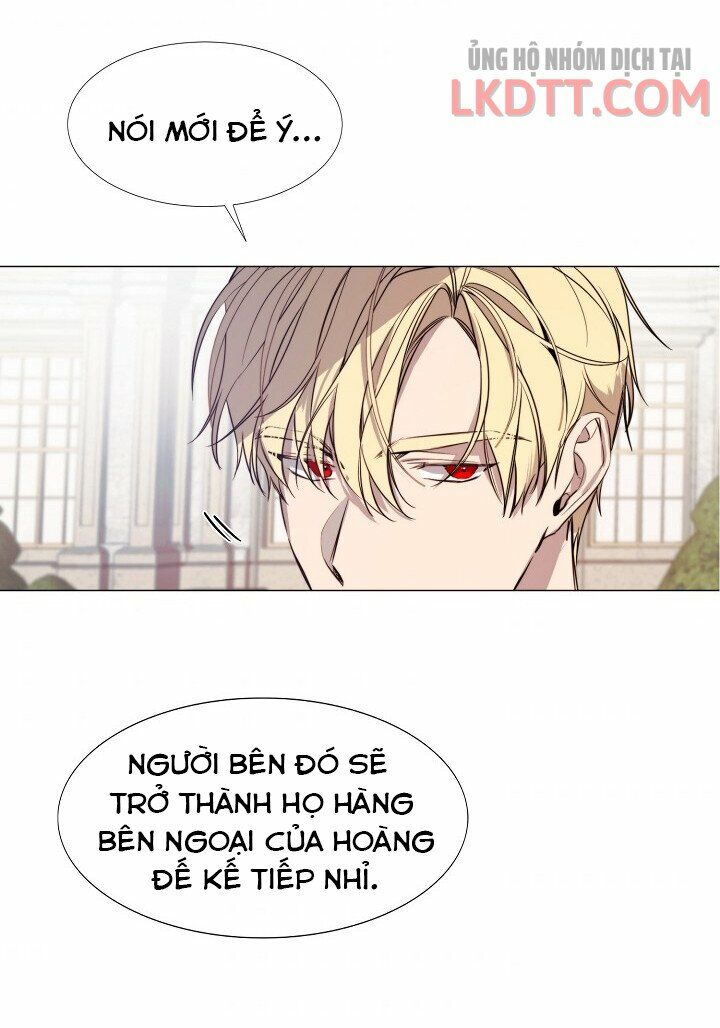 ỦNG HỘ NHÓM DỊCH TẠI
LKDTT.COM
NÓI MỚI ĐỂ Ý...
NGƯỜI BÊN ĐÓ SẼ
TRỞ THÀNH HỌ HÀNG
BÊN NGOẠI CỦA HOÀNG
ĐẾ KẾ TIẾP NHỈ.